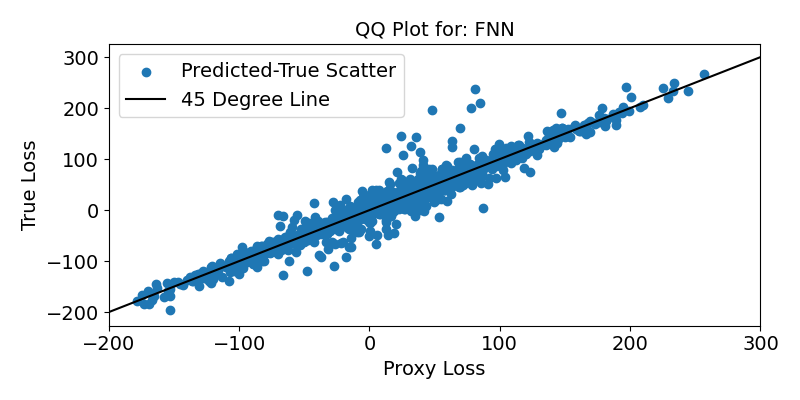 QQ Plot for: FNN
Predicted-True Scatter
45 Degree Line
True Loss
300
200
100
0
−100
−200
−200 −100 0 100 200 300
Proxy Loss